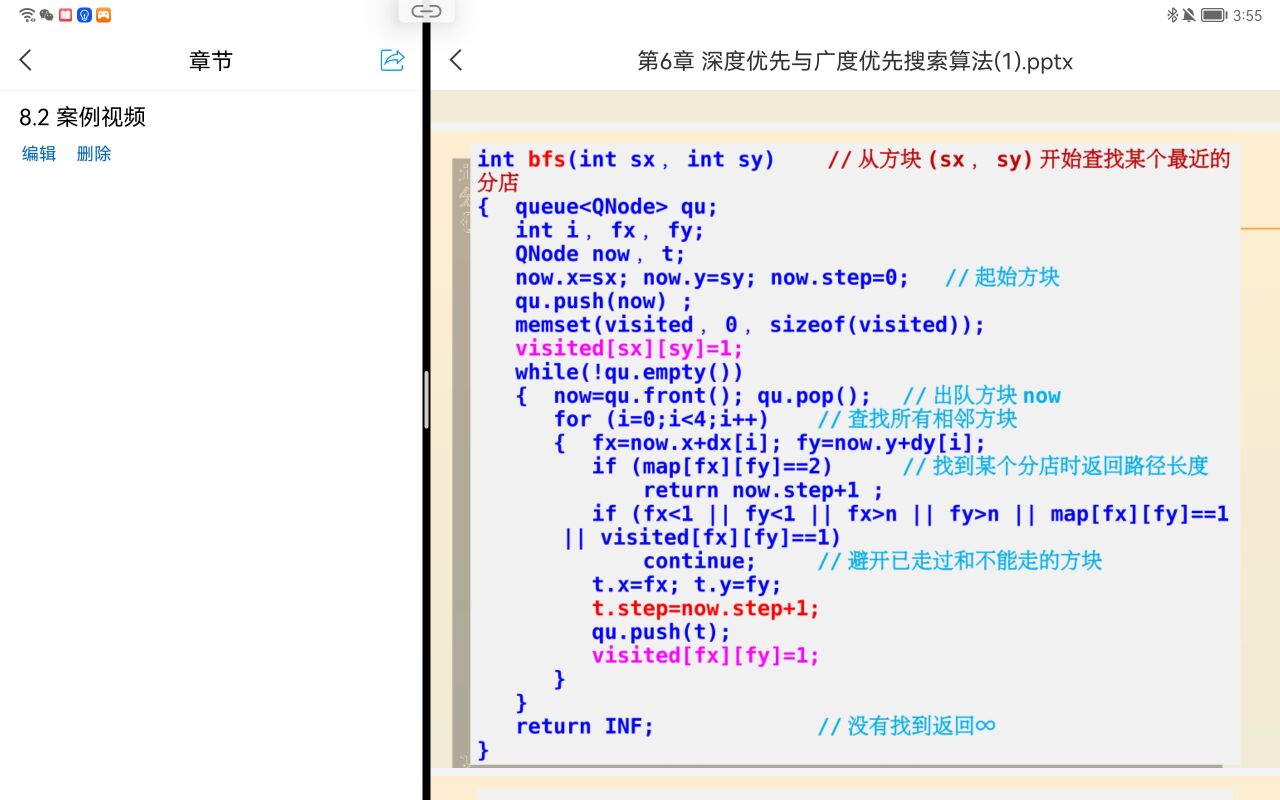 3:55
章节
8.2 案例视频
编辑 删除
第6章 深度优先与广度优先搜索算法(1).pptx
int bfs(int sx， int sy) //从方块(sx， sy)开始查找某个最近的
分店
{ queue<QNode> qu;
int i， fx， fy;
QNode now， t;
now.x=sx; now.y=sy; now.step=0; //起始方块
qu.push(now) ;
memset(visited， 0， sizeof(visited));
visited[sx][sy]=1;
while(!qu.empty())
{ now=qu.front(); qu.pop(); //出队方块now
for (i=0;i<4;i++) //查找所有相邻方块
{ fx=now.x+dx[i]; fy=now.y+dy[i];
if (map[fx][fy]==2) //找到某个分店时返回路径长度
return now.step+1 ;
if (fx<1 || fy<1 || fx>n || fy>n || map[fx][fy]==1
|| visited[fx][fy]==1)
continue; //避开已走过和不能走的方块
t.x=fx; t.y=fy;
t.step=now.step+1;
qu.push(t);
visited[fx][fy]=1;
}
}
return INF; //没有找到返回∞
}